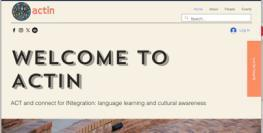 actin
Home About People Events
Search...
Log In
WELCOME TO
ACTIN
ACT and connect for INtegration: language learning and cultural awareness